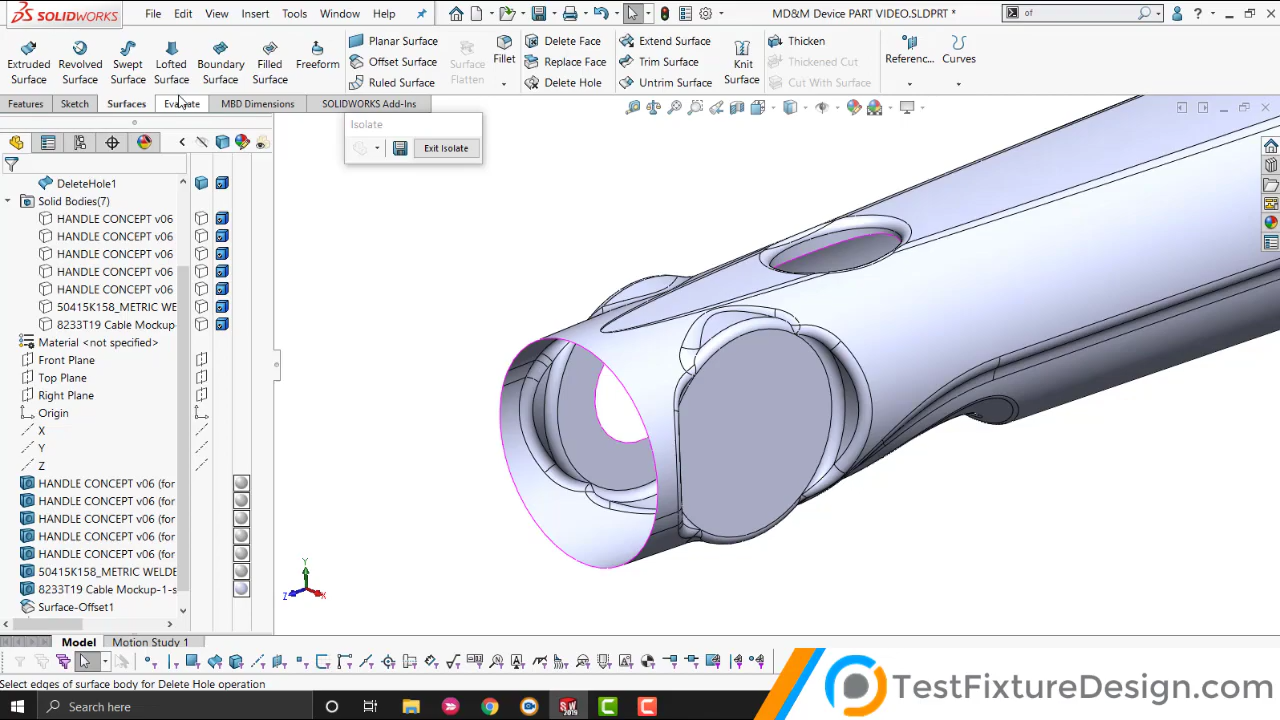 SOLIDWORKS File Edit View Insert Tools Window Help MD&M Device PART VIDEO.SLDPRT * of
Extruded Surface
Revolved Surface
Swept Surface
Lofted Surface
Boundary Surface
Filled Surface
Freeform
Planar Surface
Offset Surface
Ruled Surface
Surface Flatten
Fillet
Delete Face
Replace Face
Delete Hole
Extend Surface
Trim Surface
Untrim Surface
Knit Surface
Thicken
Thickened Cut
Cut With Surface
Referenc...
Curves
Features Sketch Surfaces Evaluate MBD Dimensions SOLIDWORKS Add-Ins
Isolate
Exit Isolate
DeleteHole1
Solid Bodies(7)
HANDLE CONCEPT v06
HANDLE CONCEPT v06
HANDLE CONCEPT v06
HANDLE CONCEPT v06
HANDLE CONCEPT v06
50415K158_METRIC WE
8233T19 Cable Mockup-
Material <not specified>
Front Plane
Top Plane
Right Plane
Origin
X
Y
Z
HANDLE CONCEPT v06 (for
HANDLE CONCEPT v06 (for
HANDLE CONCEPT v06 (for
HANDLE CONCEPT v06 (for
HANDLE CONCEPT v06 (for
50415K158_METRIC WELDE
8233T19 Cable Mockup-1-s
Surface-Offset1
Y
Z X
Model Motion Study 1
Select edges of surface body for Delete Hole operation
Search here
SW 2019
TestFixtureDesign.com